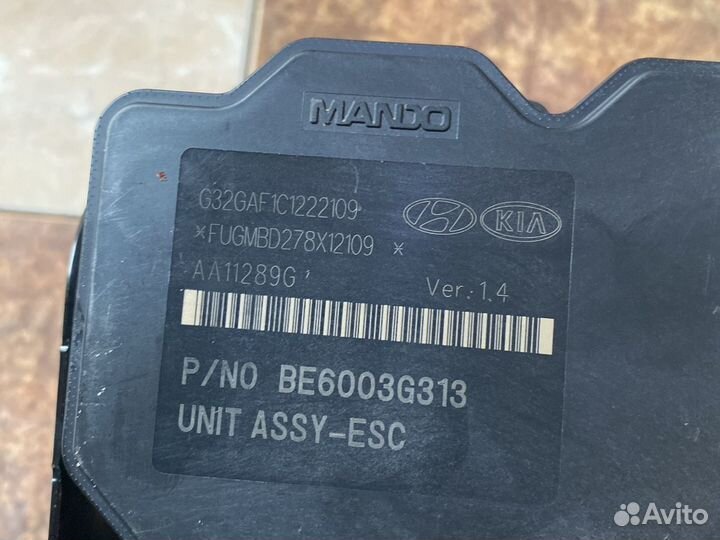 MANDO
G32GAF1C1222109
KIA
*FUGMBD278X12109 *
AA11289G
Ver.:1.4
P/NO BE6003G313
UNIT ASSY-ESC
Avito